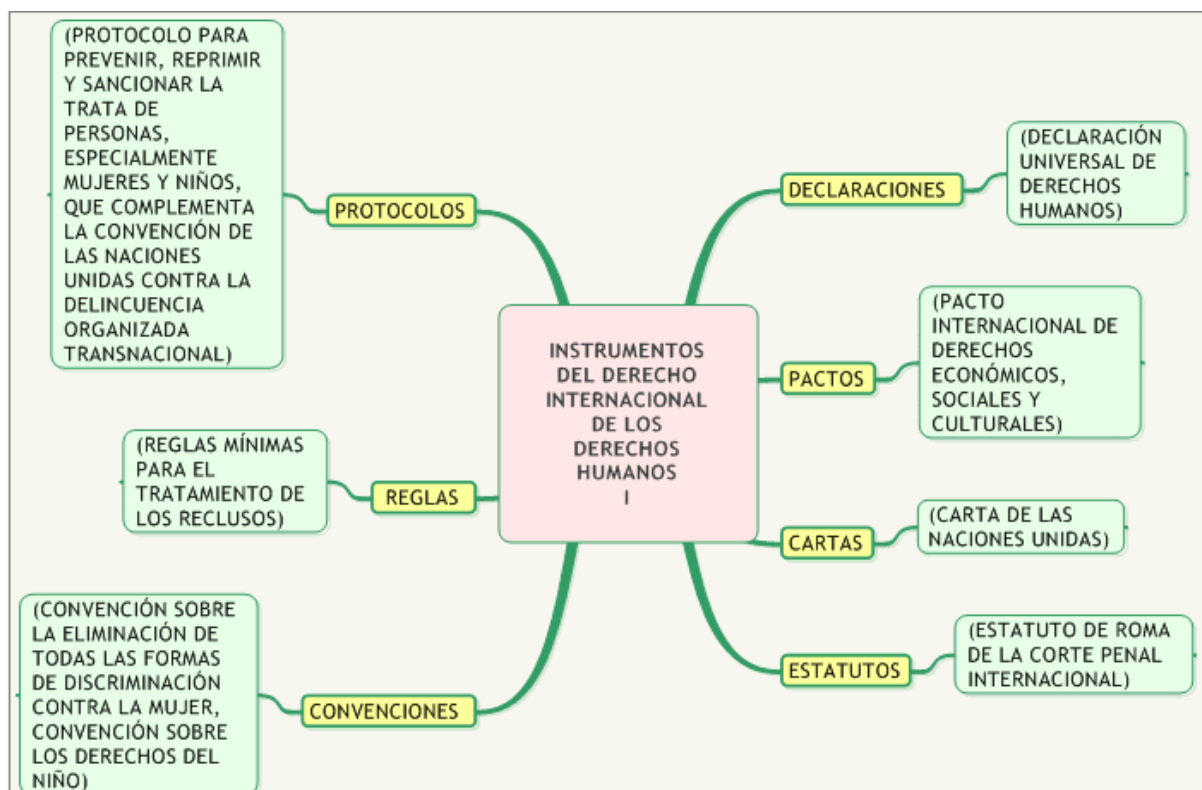 (PROTOCOLO PARA
PREVENIR, REPRIMIR
Y SANCIONAR LA
TRATA DE
PERSONAS,
ESPECIALMENTE
MUJERES Y NIÑOS,
QUE COMPLEMENTA
LA CONVENCIÓN DE
LAS NACIONES
UNIDAS CONTRA LA
DELINCUENCIA
ORGANIZADA
TRANSNACIONAL)
PROTOCOLOS
(REGLAS MÍNIMAS
PARA EL
TRATAMIENTO DE
LOS RECLUSOS)
REGLAS
(CONVENCIÓN SOBRE
LA ELIMINACIÓN DE
TODAS LAS FORMAS
DE DISCRIMINACIÓN
CONTRA LA MUJER,
CONVENCIÓN SOBRE
LOS DERECHOS DEL
NIÑO)
CONVENCIONES
INSTRUMENTOS
DEL DERECHO
INTERNACIONAL
DE LOS
DERECHOS
HUMANOS
I
DECLARACIONES
(DECLARACIÓN
UNIVERSAL DE
DERECHOS
HUMANOS)
PACTOS
(PACTO
INTERNACIONAL DE
DERECHOS
ECONÓMICOS,
SOCIALES Y
CULTURALES)
CARTAS
(CARTA DE LAS
NACIONES UNIDAS)
ESTATUTOS
(ESTATUTO DE ROMA
DE LA CORTE PENAL
INTERNACIONAL)